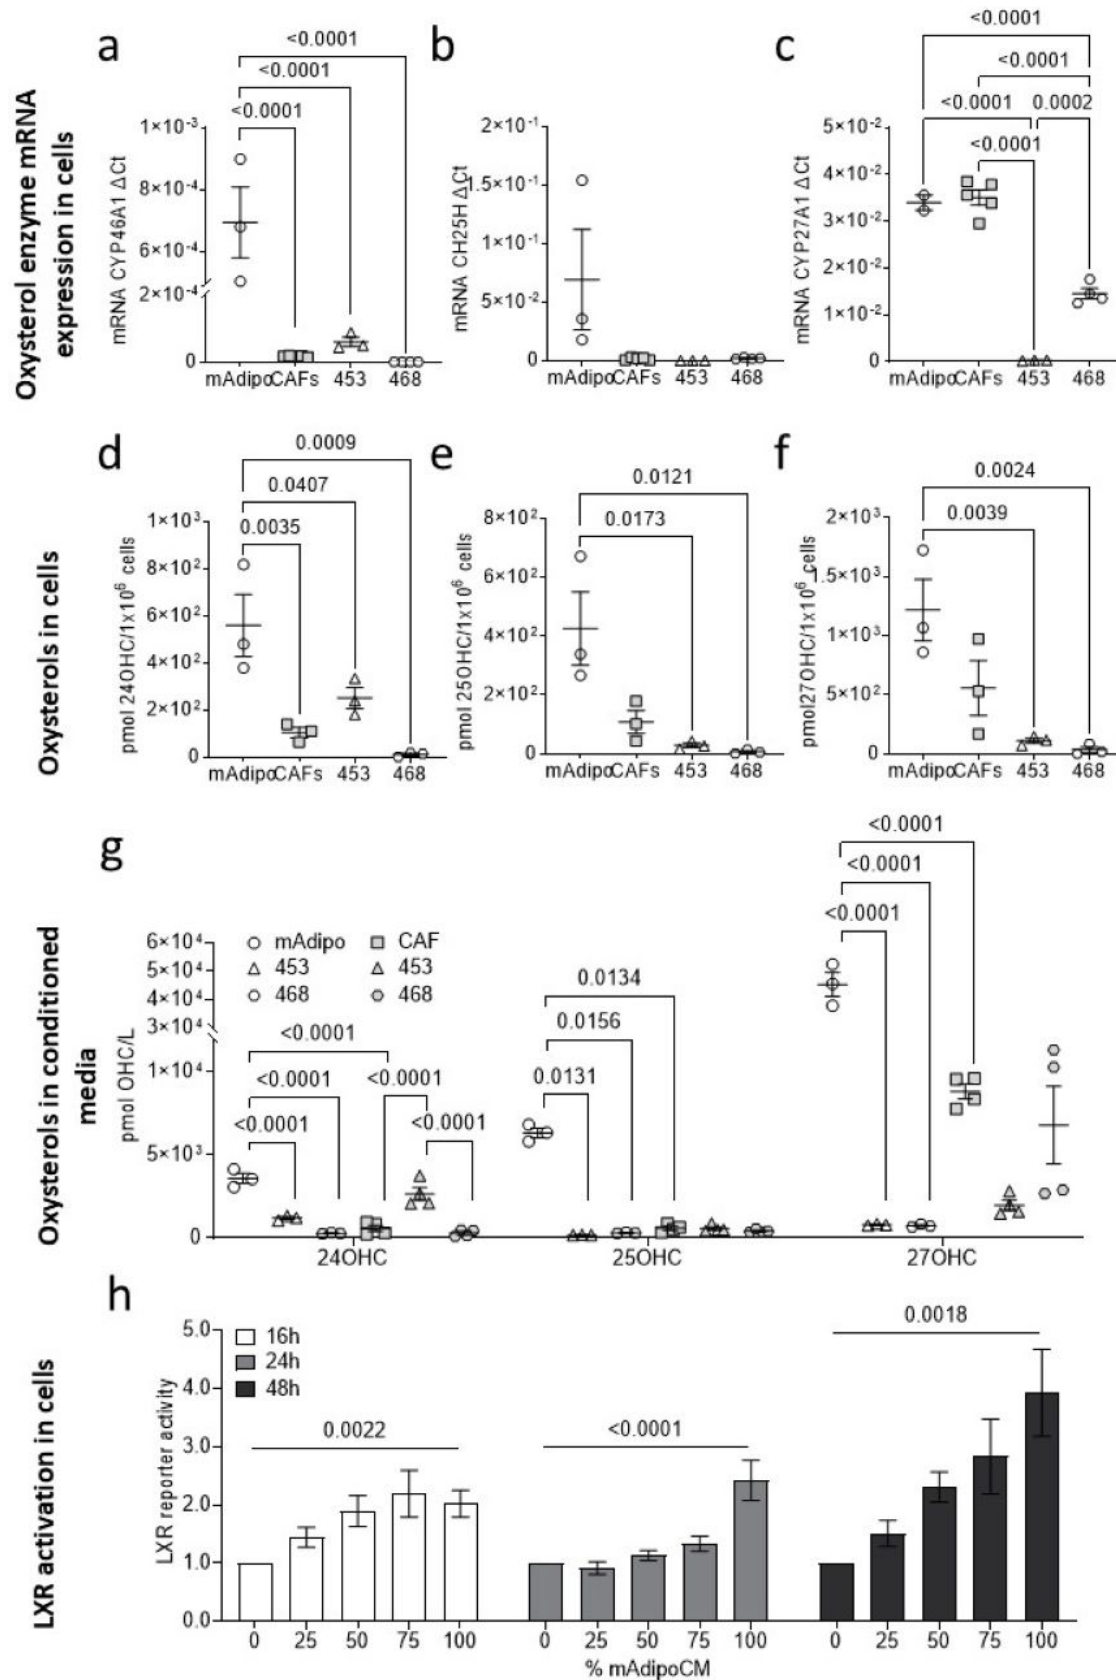 Oxysterol enzyme mRNA
expression in cells
a
<0.0001
<0.0001
<0.0001
mRNA CYP46A1 ΔCt
1×10⁻³
8×10⁻⁴
6×10⁻⁴
2×10⁻⁴
0
mAdipo CAFs 453 468
b
mRNA CH25H ΔCt
2×10⁻¹
1.5×10⁻¹
1×10⁻¹
5×10⁻²
0
mAdipo CAFs 453 468
c
<0.0001
<0.0001
<0.0001 0.0002
<0.0001
mRNA CYP27A1 ΔCt
5×10⁻²
4×10⁻²
3×10⁻²
2×10⁻²
1×10⁻²
0
mAdipo CAFs 453 468
Oxysterols in cells
d
0.0009
0.0407
0.0035
pmol 24OHC/1x10⁶ cells
1×10³
8×10²
6×10²
4×10²
2×10²
0
mAdipo CAFs 453 468
e
0.0121
0.0173
pmol 25OHC/1x10⁶ cells
8×10²
6×10²
4×10²
2×10²
0
mAdipo CAFs 453 468
f
0.0024
0.0039
pmol27OHC/1x10⁶ cells
2×10³
1.5×10³
1×10³
5×10²
0
mAdipo CAFs 453 468
Oxysterols in conditioned
media
g
pmol OHC/L
6×10⁴
5×10⁴
4×10⁴
3×10⁴
1×10⁴
5×10³
0
mAdipo CAF
453 453
468 468
<0.0001
<0.0001 <0.0001
<0.0001 <0.0001
0.0134
0.0156
0.0131
<0.0001
<0.0001
<0.0001
24OHC 25OHC 27OHC
LXR activation in cells
h
LXR reporter activity
5.0
4.0
3.0
2.0
1.0
0.0
16h
24h
48h
0.0022 <0.0001 0.0018
0 25 50 75 100 0 25 50 75 100 0 25 50 75 100
% mAdipoCM